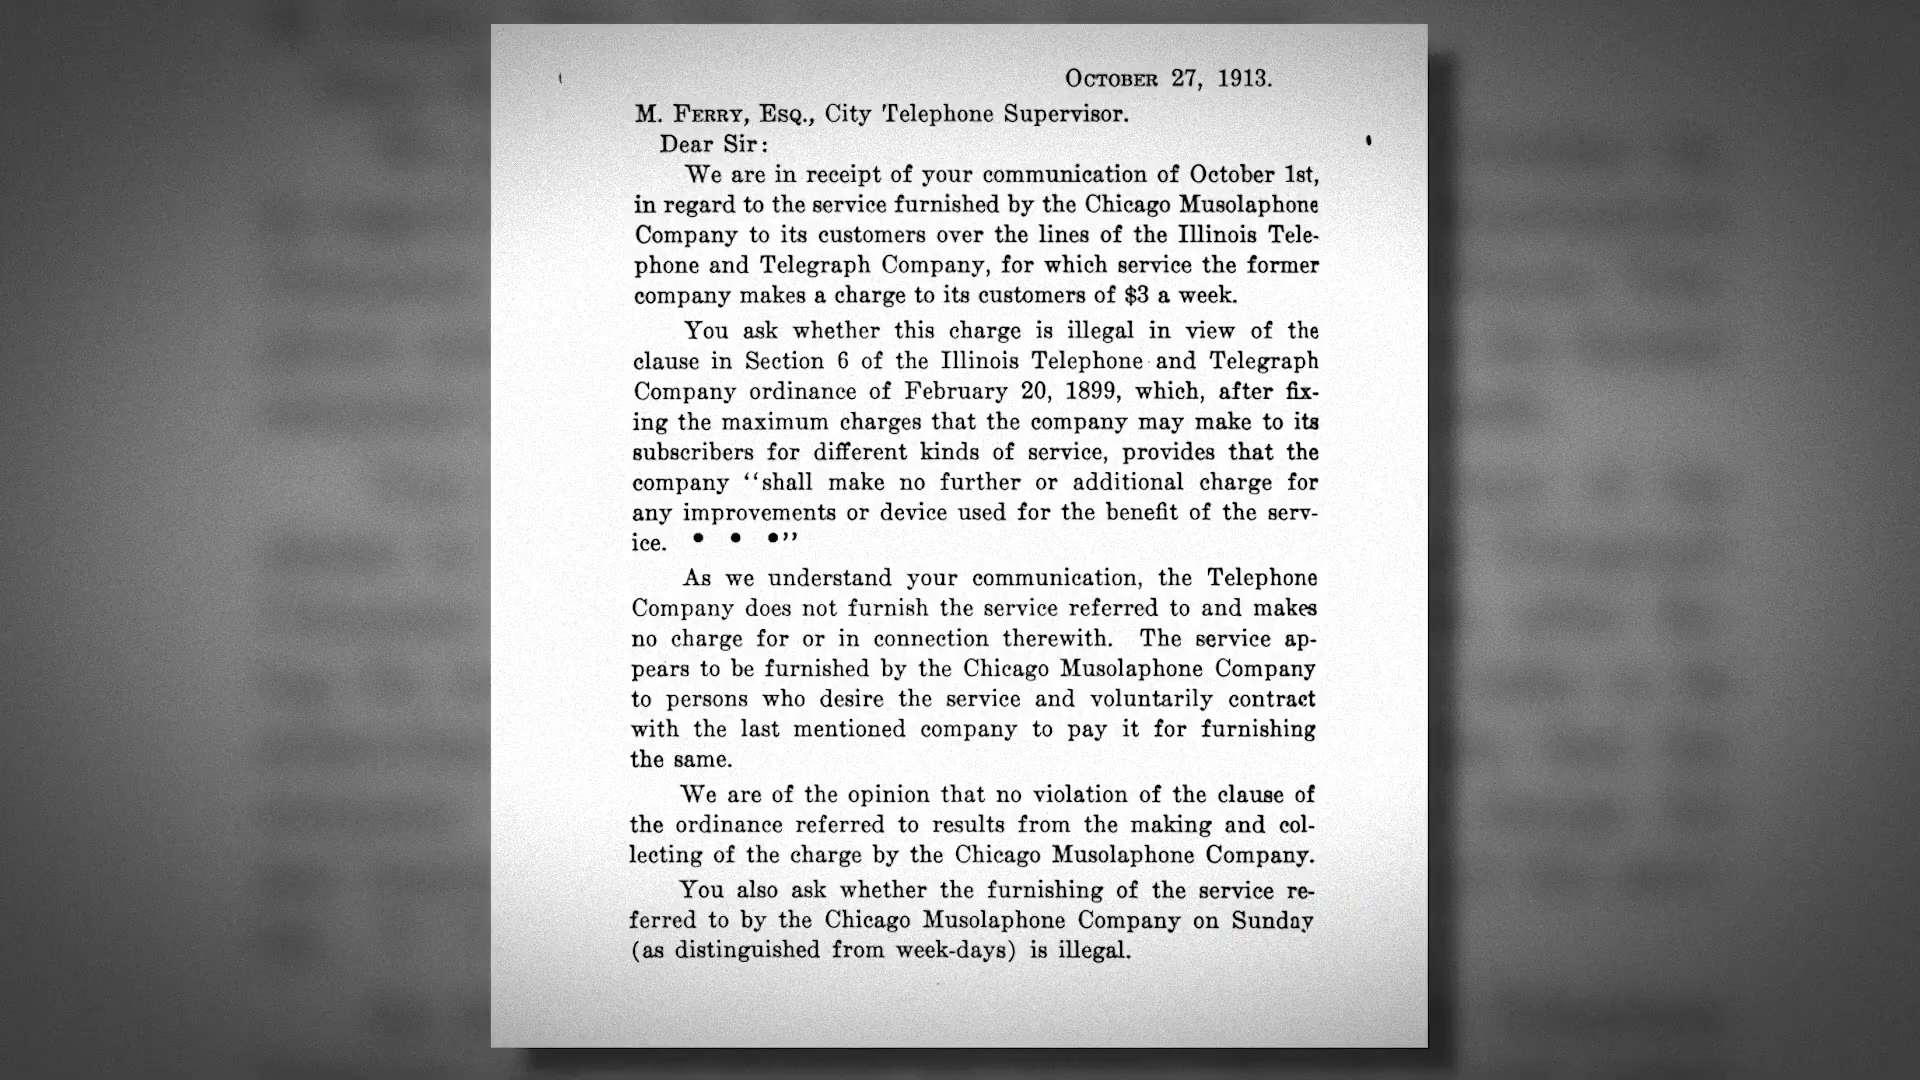 OCTOBER 27, 1913.
M. FERRY, ESQ., City Telephone Supervisor.
Dear Sir:
We are in receipt of your communication of October 1st,
in regard to the service furnished by the Chicago Musolaphone
Company to its customers over the lines of the Illinois Tele-
phone and Telegraph Company, for which service the former
company makes a charge to its customers of $3 a week.
You ask whether this charge is illegal in view of the
clause in Section 6 of the Illinois Telephone and Telegraph
Company ordinance of February 20, 1899, which, after fix-
ing the maximum charges that the company may make to its
subscribers for different kinds of service, provides that the
company "shall make no further or additional charge for
any improvements or device used for the benefit of the serv-
ice. • • •"
As we understand your communication, the Telephone
Company does not furnish the service referred to and makes
no charge for or in connection therewith. The service ap-
pears to be furnished by the Chicago Musolaphone Company
to persons who desire the service and voluntarily contract
with the last mentioned company to pay it for furnishing
the same.
We are of the opinion that no violation of the clause of
the ordinance referred to results from the making and col-
lecting of the charge by the Chicago Musolaphone Company.
You also ask whether the furnishing of the service re-
ferred to by the Chicago Musolaphone Company on Sunday
(as distinguished from week-days) is illegal.